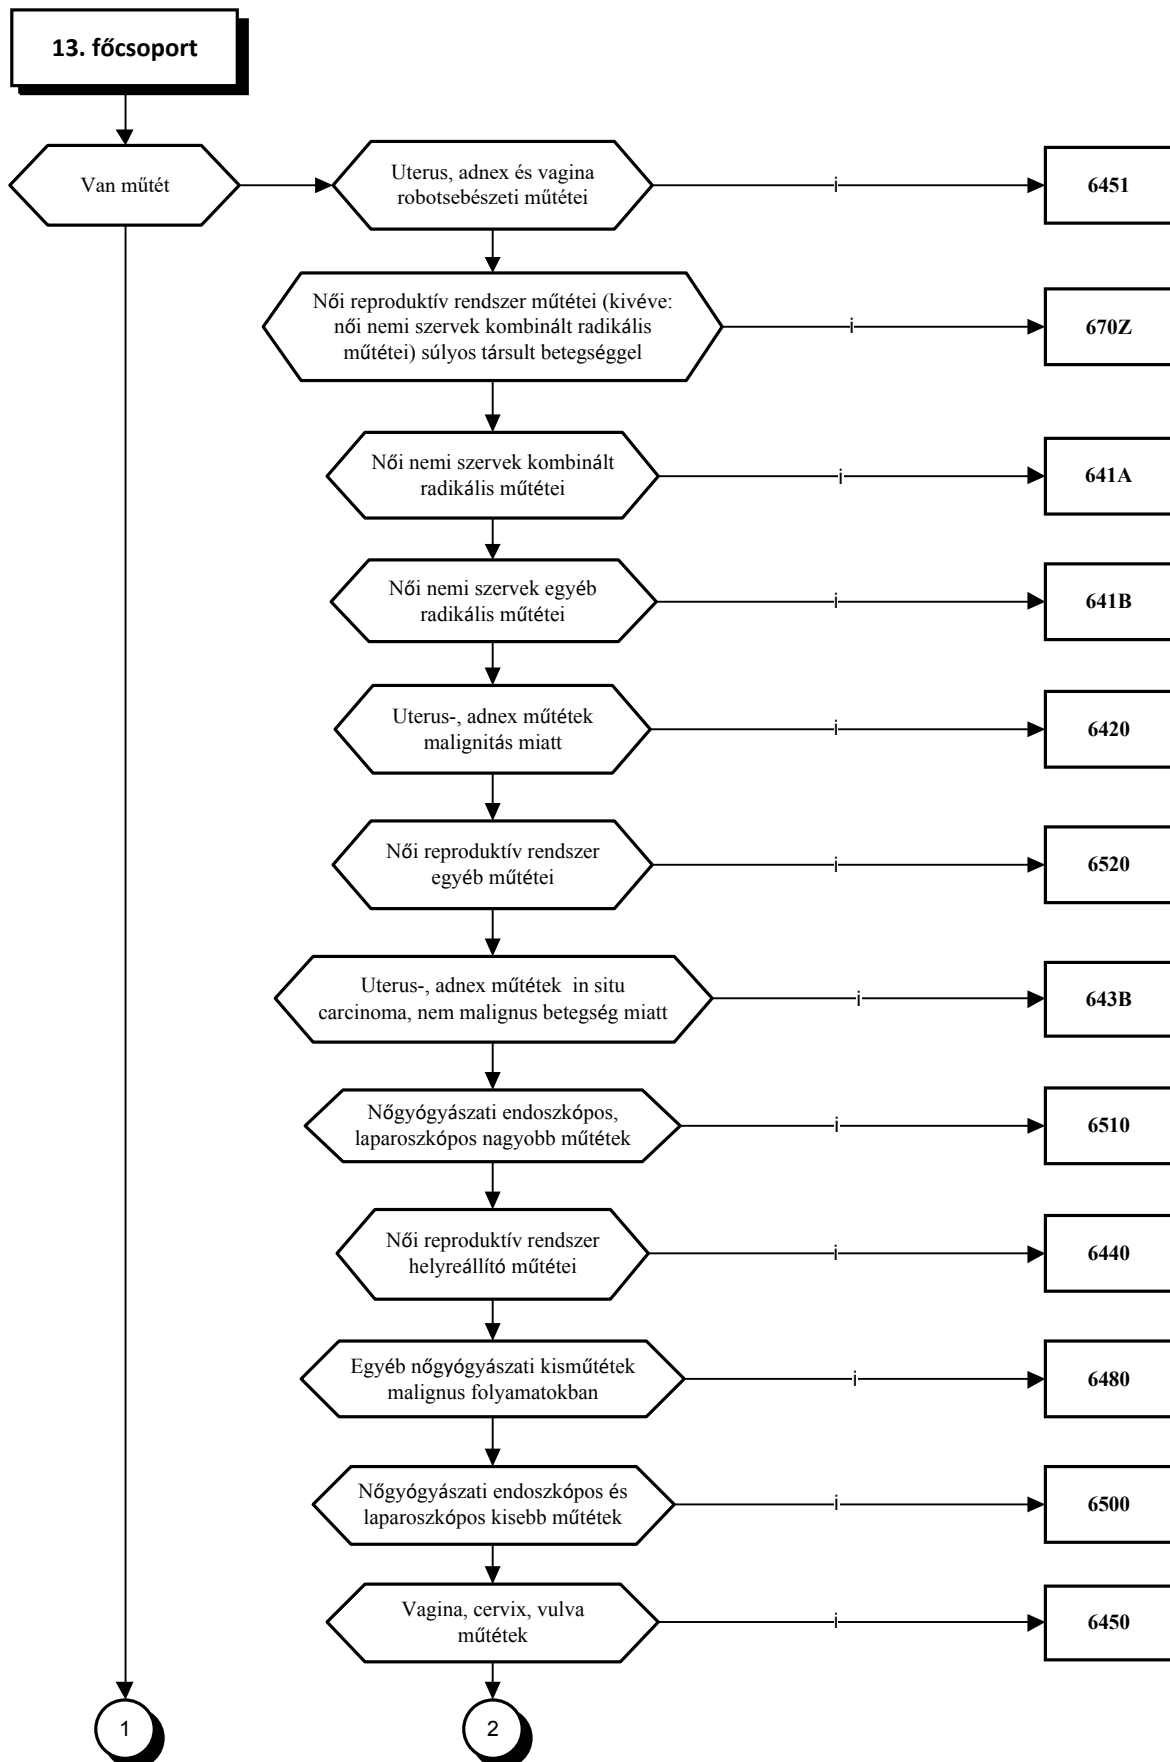 13. főcsoport
Van műtét
Uterus, adnex és vagina
robotsebészeti műtétei
i
6451
Női reproduktív rendszer műtétei (kivéve:
női nemi szervek kombinált radikális
műtétei) súlyos társult betegséggel
i
670Z
Női nemi szervek kombinált
radikális műtétei
i
641A
Női nemi szervek egyéb
radikális műtétei
i
641B
Uterus-, adnex műtétek
malignitás miatt
i
6420
Női reproduktív rendszer
egyéb műtétei
i
6520
Uterus-, adnex műtétek in situ
carcinoma, nem malignus betegség miatt
i
643B
Nőgyógyászati endoszkópos,
laparoszkópos nagyobb műtétek
i
6510
Női reproduktív rendszer
helyreállító műtétei
i
6440
Egyéb nőgyógyászati kisműtétek
malignus folyamatokban
i
6480
Nőgyógyászati endoszkópos és
laparoszkópos kisebb műtétek
i
6500
Vagina, cervix, vulva
műtétek
i
6450
1
2